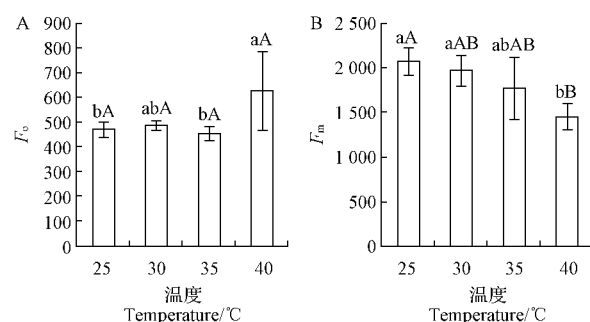 A
900
800
700
600
500
400
300
200
100
0
Fo
bA
abA
bA
aA
25
30
35
40
温度
Temperature/℃
B
2 500
2 000
1 500
1 000
500
0
Fm
aA
aAB
abAB
bB
25
30
35
40
温度
Temperature/℃